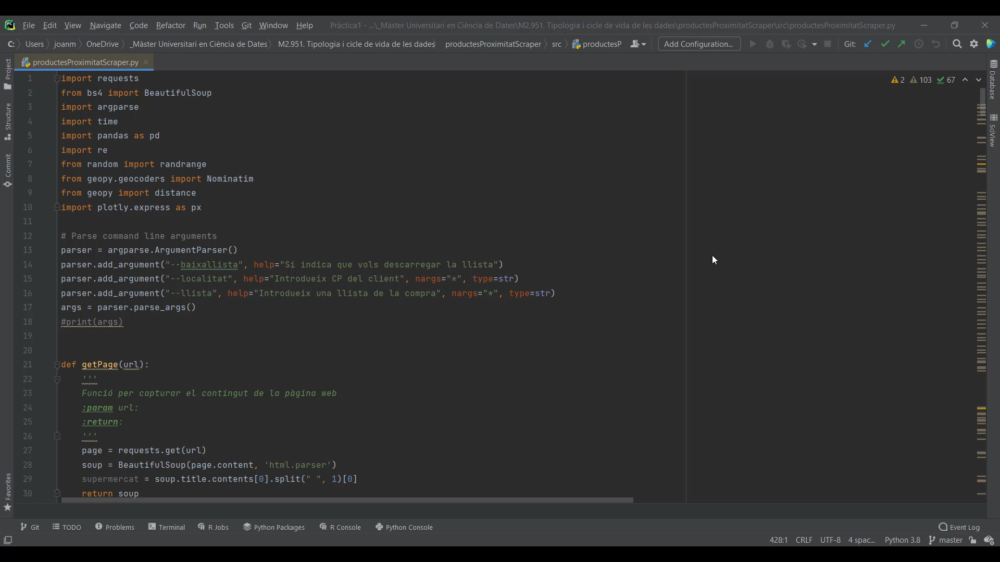 File Edit View Navigate Code Refactor Run Tools Git Window Help Pràctica1 - ...\_Màster Universitari en Ciència de Dates\M2.951. Tipologia i cicle de vida de les dades\productesProximitatScraper\src\productesProximitatScraper.py
C: Users joanm OneDrive _Màster Universitari en Ciència de Dates M2.951. Tipologia i cicle de vida de les dades productesProximitatScraper src productesP Add Configuration... Git:
productesProximitatScraper.py
Project
Structure
Commit
Favorites
2 103 67
Database
SciView
1 import requests
2 from bs4 import BeautifulSoup
3 import argparse
4 import time
5 import pandas as pd
6 import re
7 from random import randrange
8 from geopy.geocoders import Nominatim
9 from geopy import distance
10 import plotly.express as px
11
12 # Parse command line arguments
13 parser = argparse.ArgumentParser()
14 parser.add_argument("--baixallista", help="Si indica que vols descarregar la llista")
15 parser.add_argument("--localitat", help="Introdueix CP del client", nargs="*", type=str)
16 parser.add_argument("--llista", help="Introdueix una llista de la compra", nargs="*", type=str)
17 args = parser.parse_args()
18 #print(args)
19
20
21 def getPage(url):
22 '''
23 Funció per capturar el contingut de la pàgina web
24 :param url:
25 :return:
26 '''
27 page = requests.get(url)
28 soup = BeautifulSoup(page.content, 'html.parser')
29 supermercat = soup.title.contents[0].split(" ", 1)[0]
30 return soup
Git TODO Problems Terminal R Jobs Python Packages R Console Python Console Event Log
428:1 CRLF UTF-8 4 spac... Python 3.8 master